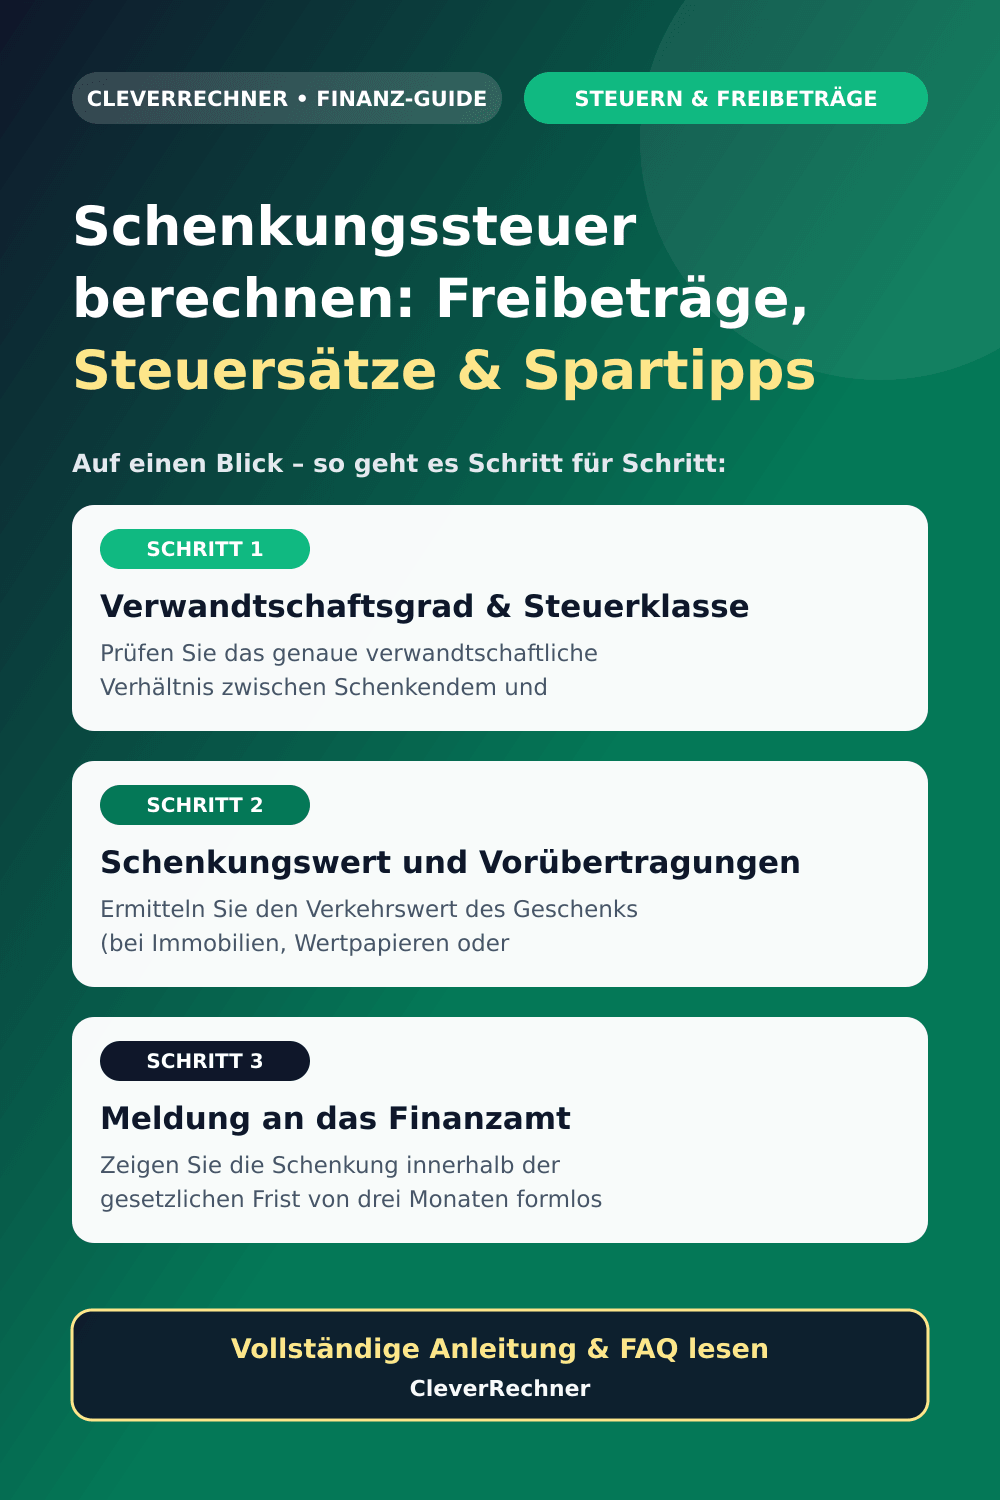 CLEVERRECHNER • FINANZ-GUIDE
STEUERN & FREIBETRÄGE
Schenkungssteuer
berechnen: Freibeträge,
Steuersätze & Spartipps
Auf einen Blick – so geht es Schritt für Schritt:
SCHRITT 1
Verwandtschaftsgrad & Steuerklasse
Prüfen Sie das genaue verwandtschaftliche
Verhältnis zwischen Schenkendem und
SCHRITT 2
Schenkungswert und Vorübertragungen
Ermitteln Sie den Verkehrswert des Geschenks
(bei Immobilien, Wertpapieren oder
SCHRITT 3
Meldung an das Finanzamt
Zeigen Sie die Schenkung innerhalb der
gesetzlichen Frist von drei Monaten formlos
Vollständige Anleitung & FAQ lesen
CleverRechner